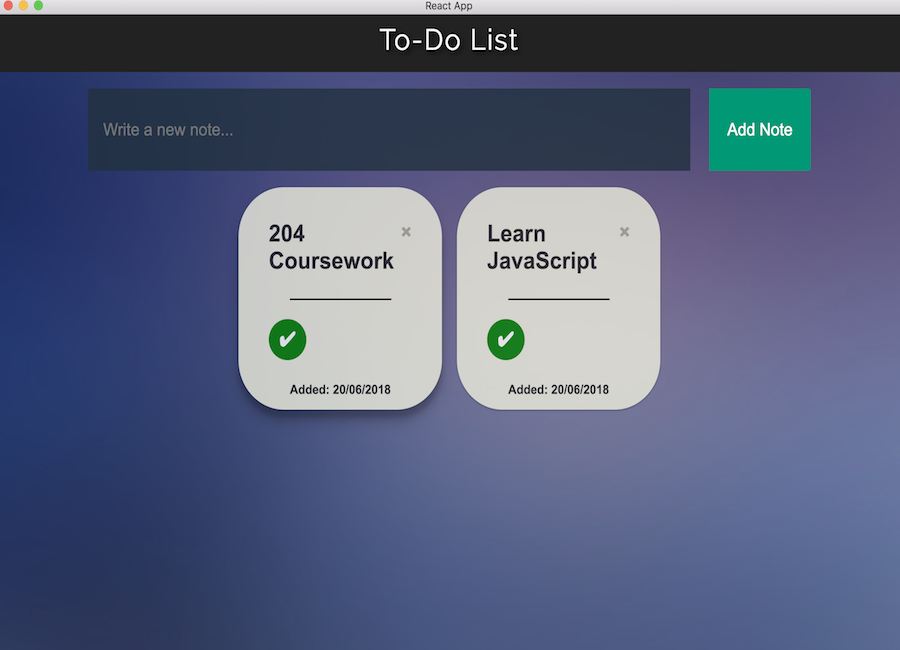 React App
To-Do List
Write a new note...
Add Note
204
Coursework
×
✔
Added: 20/06/2018
Learn
JavaScript
×
✔
Added: 20/06/2018